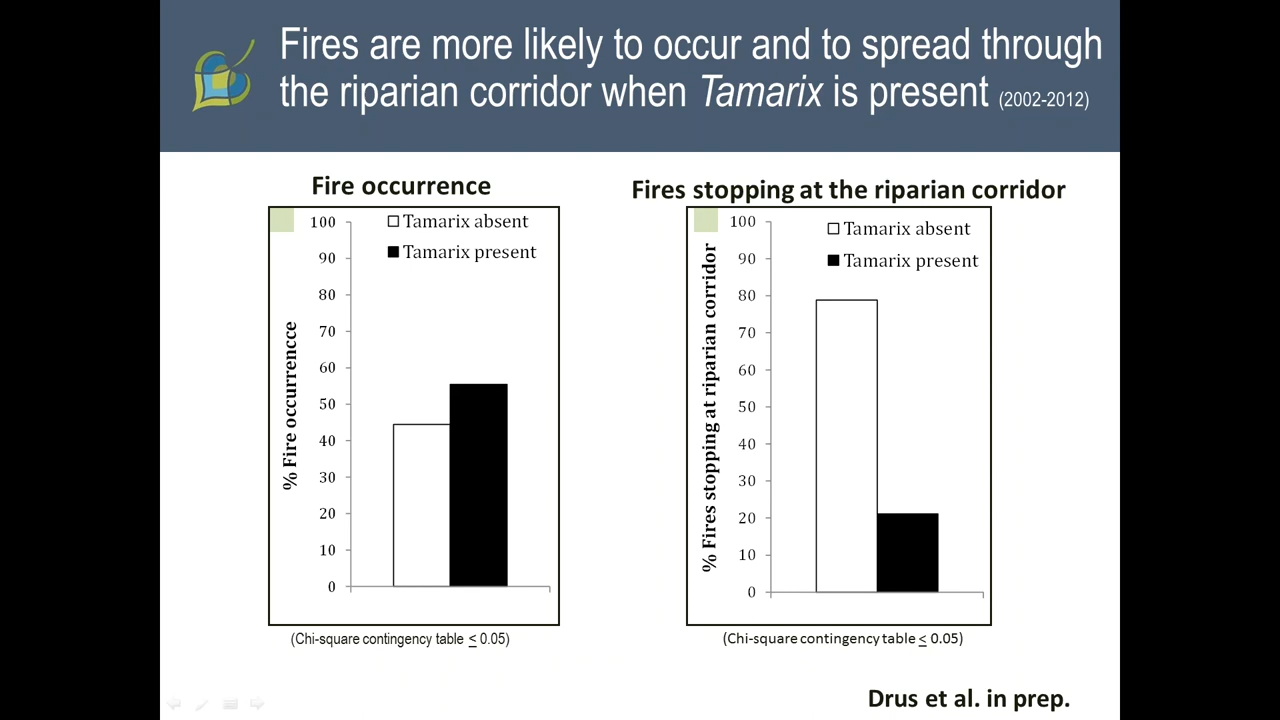 Fires are more likely to occur and to spread through
the riparian corridor when Tamarix is present (2002-2012)
Fire occurrence
% Fire occurrencce
100
90
80
70
60
50
40
30
20
10
0
Tamarix absent
Tamarix present
(Chi-square contingency table ≤ 0.05)
Fires stopping at the riparian corridor
% Fires stopping at riparian corridor
100
90
80
70
60
50
40
30
20
10
0
Tamarix absent
Tamarix present
(Chi-square contingency table ≤ 0.05)
Drus et al. in prep.